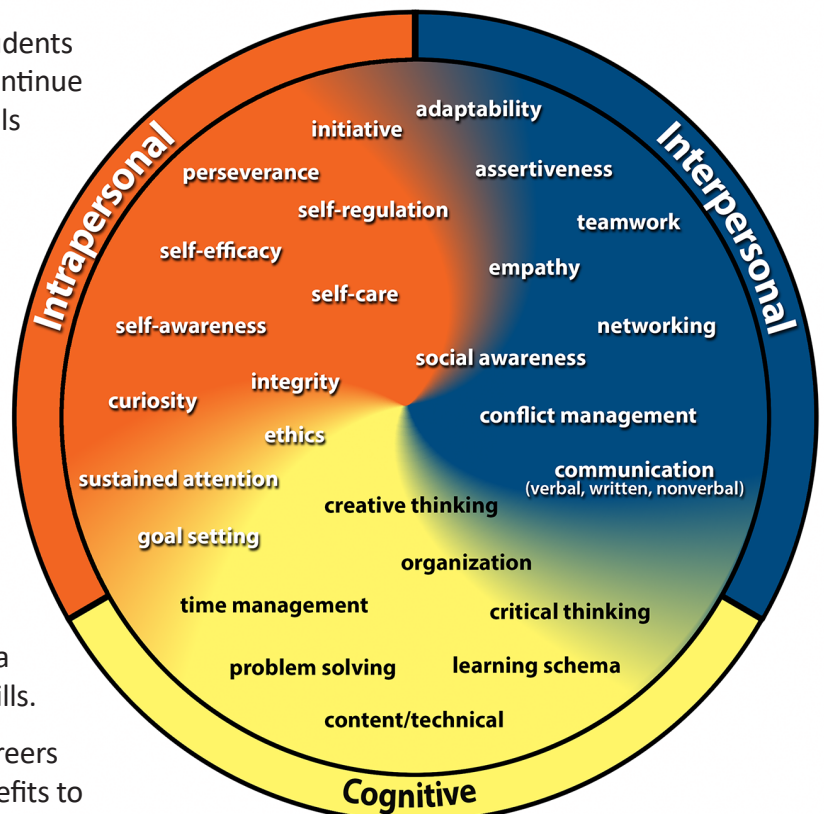 udents
ntinue
ls
Intrapersonal
Interpersonal
adaptability
initiative
assertiveness
perseverance
self-regulation
teamwork
self-efficacy
empathy
self-care
self-awareness
networking
social awareness
integrity
curiosity
conflict management
ethics
communication
(verbal, written, nonverbal)
sustained attention
creative thinking
goal setting
organization
time management
critical thinking
problem solving
learning schema
content/technical
Cognitive
a
ills.
reers
efits to